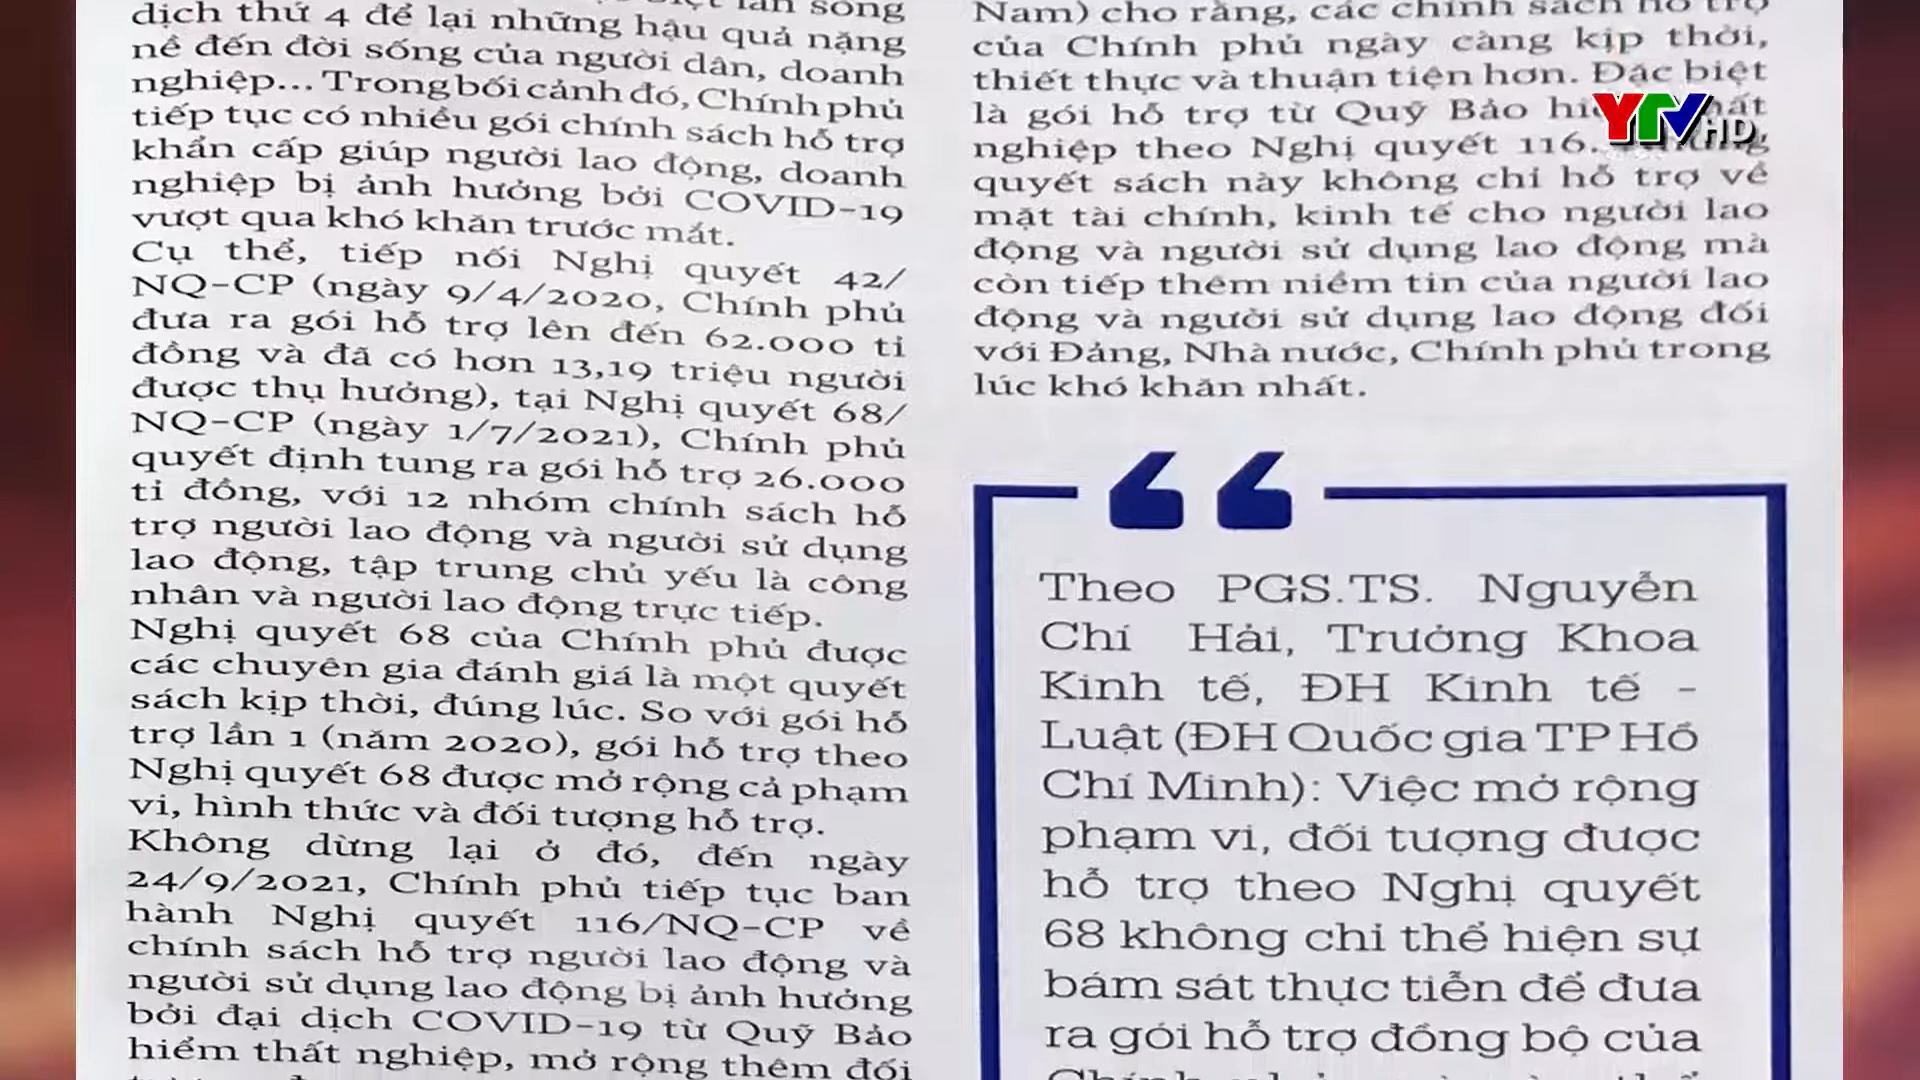 dịch thứ 4 để lại những hậu quả nặng
nề đến đời sống của người dân, doanh
nghiệp... Trong bối cảnh đó, Chính phủ
tiếp tục có nhiều gói chính sách hỗ trợ
khẩn cấp giúp người lao động, doanh
nghiệp bị ảnh hưởng bởi COVID-19
vượt qua khó khăn trước mắt.
Cụ thể, tiếp nối Nghị quyết 42/
NQ-CP (ngày 9/4/2020, Chính phủ
đưa ra gói hỗ trợ lên đến 62.000 tỉ
đồng và đã có hơn 13,19 triệu người
được thụ hưởng), tại Nghị quyết 68/
NQ-CP (ngày 1/7/2021), Chính phủ
quyết định tung ra gói hỗ trợ 26.000
tỉ đồng, với 12 nhóm chính sách hỗ
trợ người lao động và người sử dụng
lao động, tập trung chủ yếu là công
nhân và người lao động trực tiếp.
Nghị quyết 68 của Chính phủ được
các chuyên gia đánh giá là một quyết
sách kịp thời, đúng lúc. So với gói hỗ
trợ lần 1 (năm 2020), gói hỗ trợ theo
Nghị quyết 68 được mở rộng cả phạm
vi, hình thức và đối tượng hỗ trợ.
Không dừng lại ở đó, đến ngày
24/9/2021, Chính phủ tiếp tục ban
hành Nghị quyết 116/NQ-CP về
chính sách hỗ trợ người lao động và
người sử dụng lao động bị ảnh hưởng
bởi đại dịch COVID-19 từ Quỹ Bảo
hiểm thất nghiệp, mở rộng thêm đối
Nam) cho rằng, các chính sách hỗ trợ
của Chính phủ ngày càng kịp thời,
thiết thực và thuận tiện hơn. Đặc biệt
là gói hỗ trợ từ Quỹ Bảo
nghiệp theo Nghị quyết 116.
quyết sách này không chỉ hỗ trợ về
mặt tài chính, kinh tế cho người lao
động và người sử dụng lao động mà
còn tiếp thêm niềm tin của người lao
động và người sử dụng lao động đối
với Đảng, Nhà nước, Chính phủ trong
lúc khó khăn nhất.
“
Theo PGS.TS. Nguyễn
Chí Hải, Trưởng Khoa
Kinh tế, ĐH Kinh tế -
Luật (ĐH Quốc gia TP Hồ
Chí Minh): Việc mở rộng
phạm vi, đối tượng được
hỗ trợ theo Nghị quyết
68 không chỉ thể hiện sự
bám sát thực tiễn để đưa
ra gói hỗ trợ đồng bộ của
YTV HD